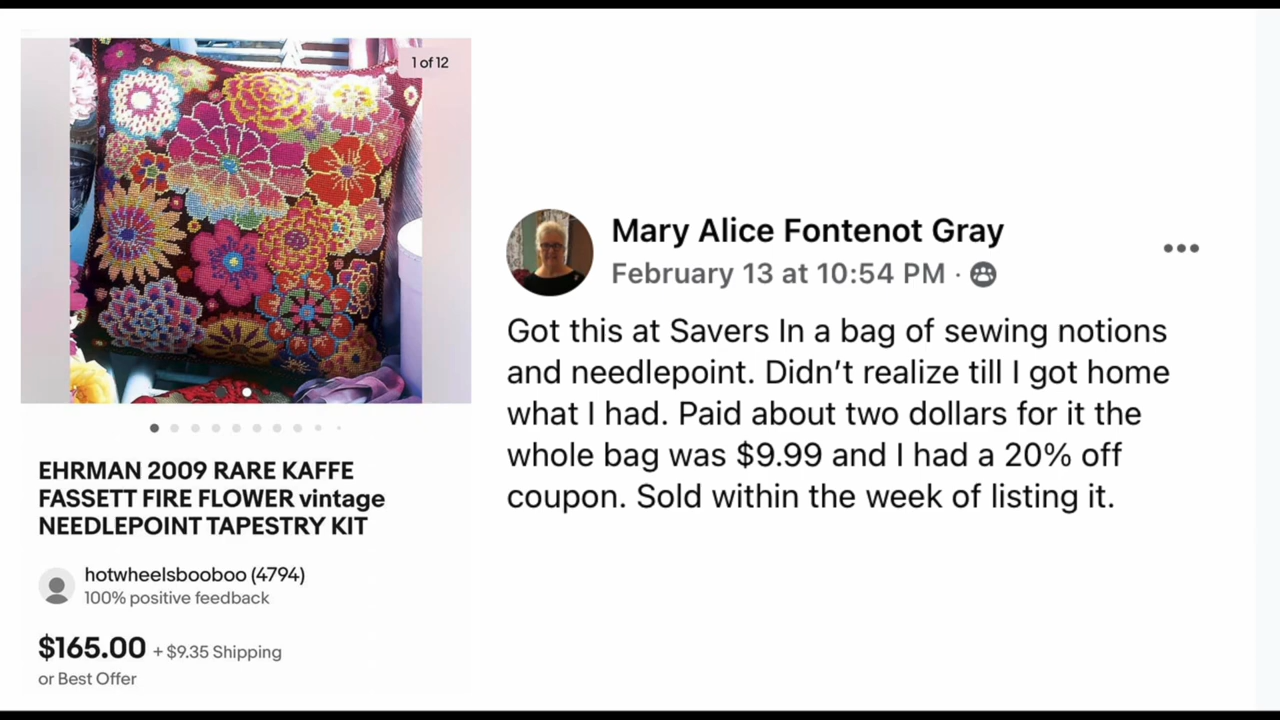 1 of 12
EHRMAN 2009 RARE KAFFE
FASSETT FIRE FLOWER vintage
NEEDLEPOINT TAPESTRY KIT
hotwheelsbooboo (4794)
100% positive feedback
$165.00 + $9.35 Shipping
or Best Offer
Mary Alice Fontenot Gray
February 13 at 10:54 PM ·
Got this at Savers In a bag of sewing notions
and needlepoint. Didn’t realize till I got home
what I had. Paid about two dollars for it the
whole bag was $9.99 and I had a 20% off
coupon. Sold within the week of listing it.